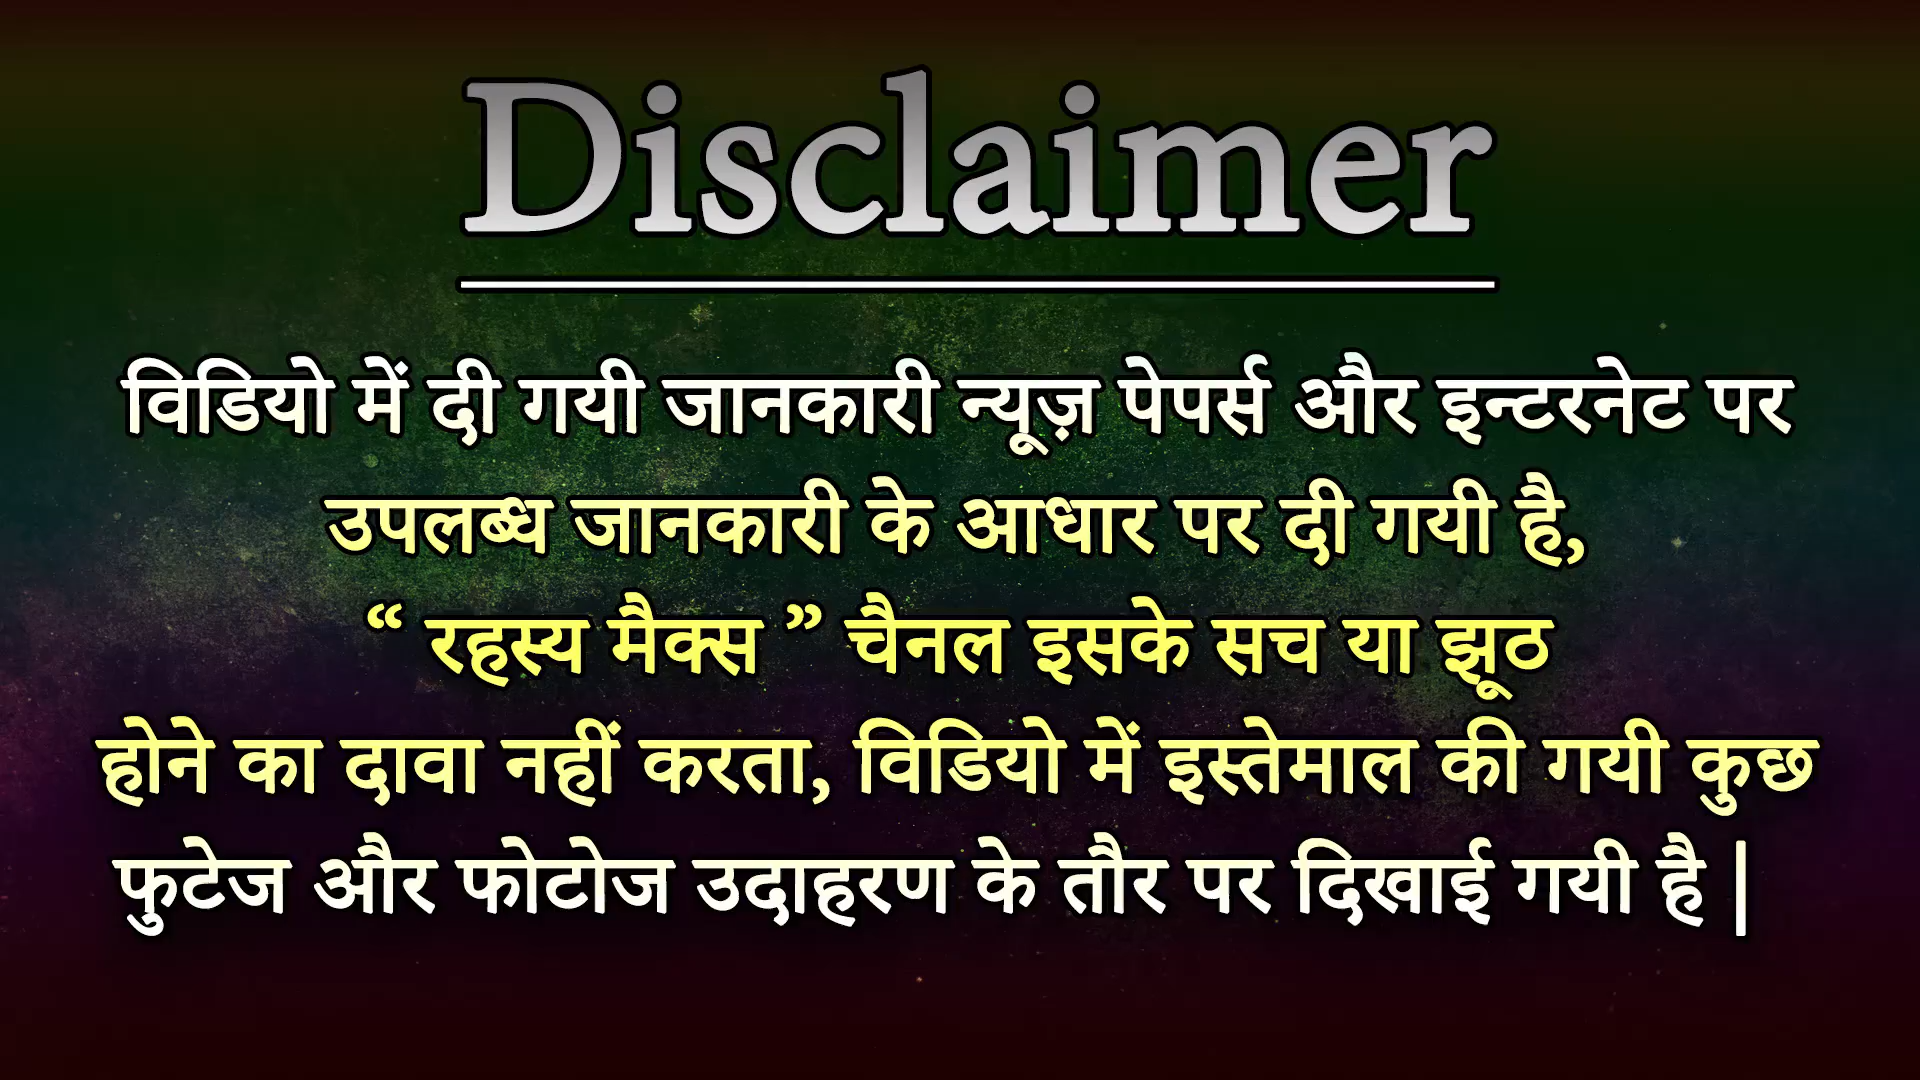 Disclaimer
विडियो में दी गयी जानकारी न्यूज़ पेपर्स और इन्टरनेट पर
उपलब्ध जानकारी के आधार पर दी गयी है,
“ रहस्य मैक्स ” चैनल इसके सच या झूठ
होने का दावा नहीं करता, विडियो में इस्तेमाल की गयी कुछ
फुटेज और फोटोज उदाहरण के तौर पर दिखाई गयी है |